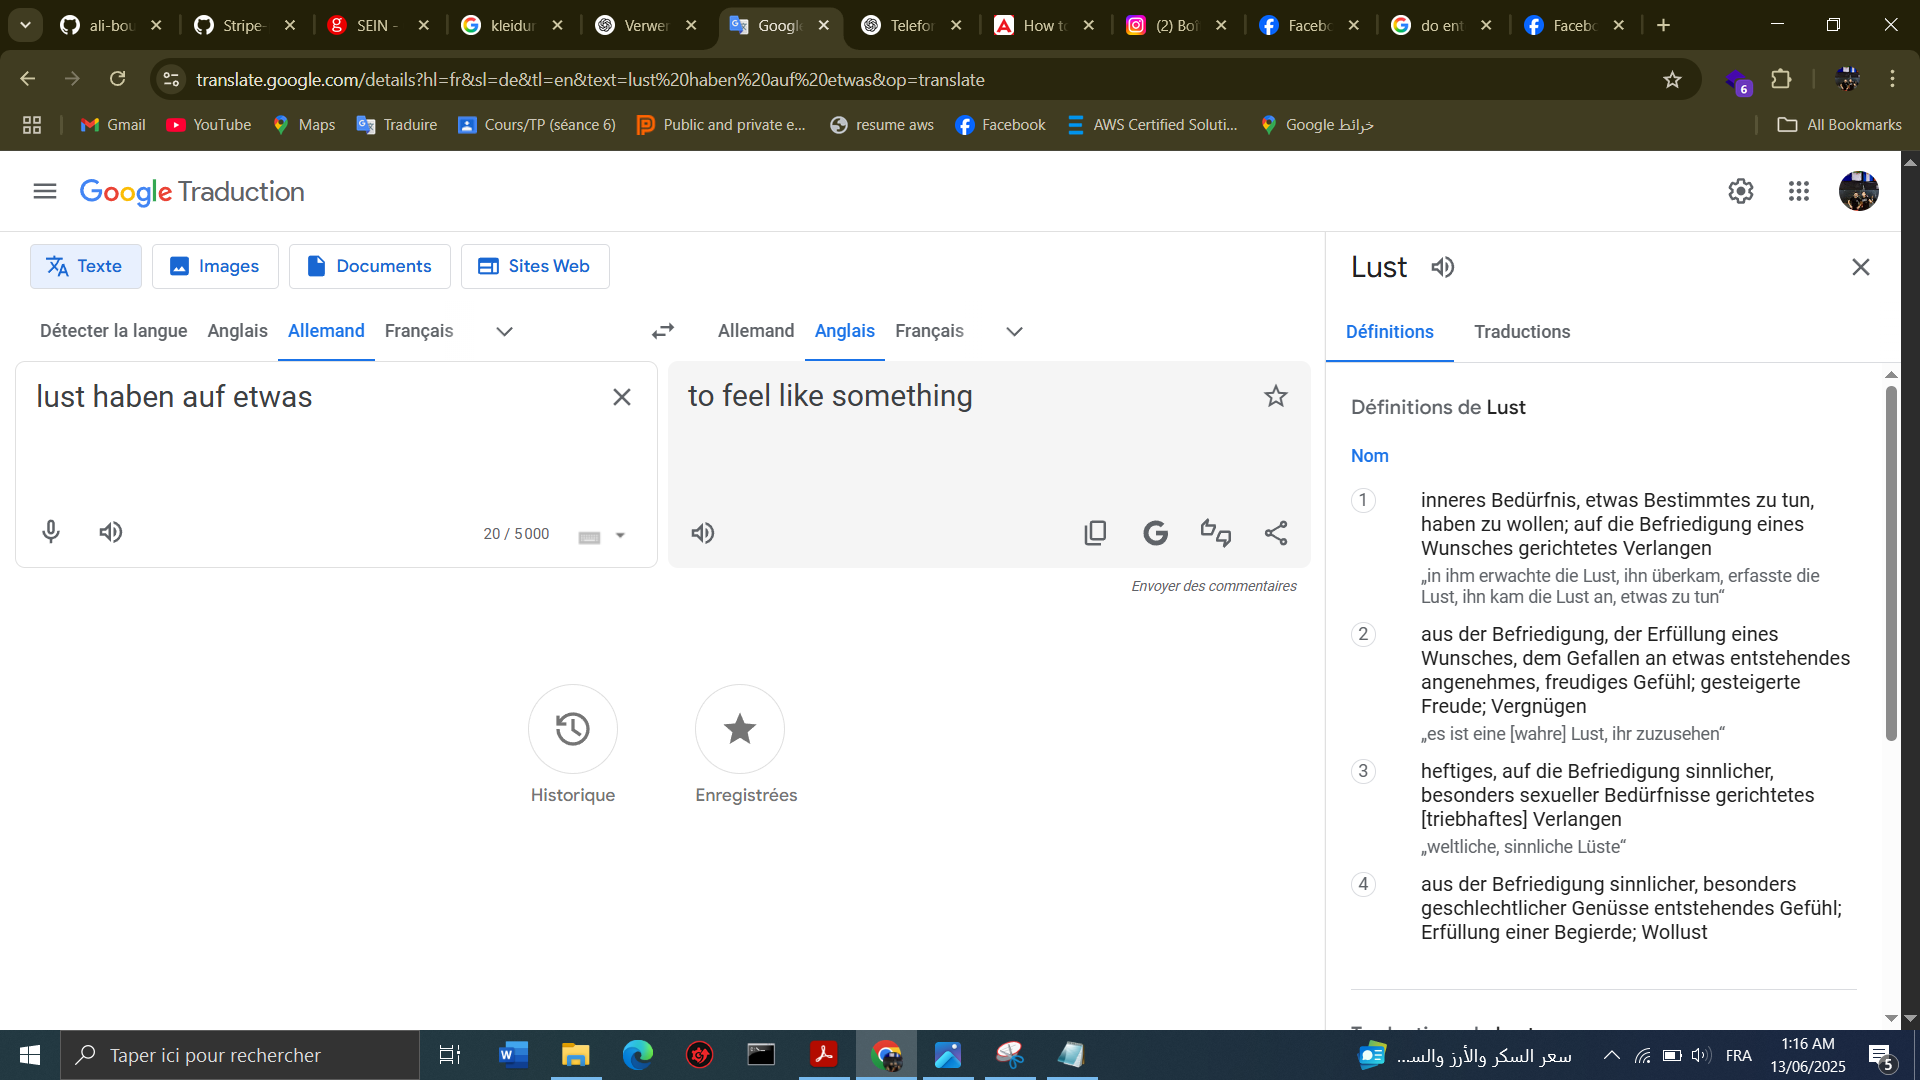 ali-bou
Stripe-
SEIN -
kleidun
Verwen
Google
Telefon
How to
(2) Bof
Facebo
do ent
Facebo
translate.google.com/details?hl=fr&sl=de&tl=en&text=lust%20haben%20auf%20etwas&op=translate
6
Gmail
YouTube
Maps
Traduire
Cours/TP (séance 6)
Public and private e...
resume aws
Facebook
AWS Certified Soluti...
خرائط Google
All Bookmarks
Google Traduction
Texte
Images
Documents
Sites Web
Détecter la langue
Anglais
Allemand
Français
Allemand
Anglais
Français
lust haben auf etwas
20 / 5 000
to feel like something
Envoyer des commentaires
Historique
Enregistrées
Lust
Définitions
Traductions
Définitions de Lust
Nom
1
inneres Bedürfnis, etwas Bestimmtes zu tun,
haben zu wollen; auf die Befriedigung eines
Wunsches gerichtetes Verlangen
„in ihm erwachte die Lust, ihn überkam, erfasste die
Lust, ihn kam die Lust an, etwas zu tun“
2
aus der Befriedigung, der Erfüllung eines
Wunsches, dem Gefallen an etwas entstehendes
angenehmes, freudiges Gefühl; gesteigerte
Freude; Vergnügen
„es ist eine [wahre] Lust, ihr zuzusehen“
3
heftiges, auf die Befriedigung sinnlicher,
besonders sexueller Bedürfnisse gerichtetes
[triebhaftes] Verlangen
„weltliche, sinnliche Lüste“
4
aus der Befriedigung sinnlicher, besonders
geschlechtlicher Genüsse entstehendes Gefühl;
Erfüllung einer Begierde; Wollust
Taper ici pour rechercher
سعر السكر والأرز والسـ...
FRA
1:16 AM
13/06/2025
5